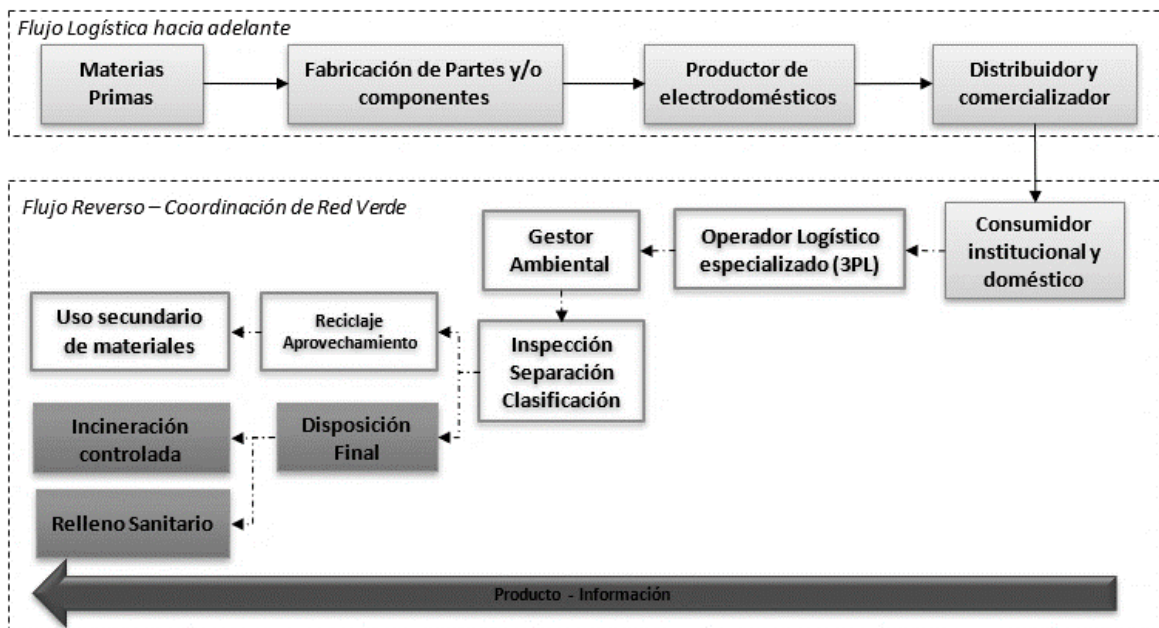 Flujo Logística hacia adelante
Materias
Primas
Fabricación de Partes y/o
componentes
Productor de
electrodomésticos
Distribuidor y
comercializador
Flujo Reverso – Coordinación de Red Verde
Consumidor
institucional y
doméstico
Operador Logístico
especializado (3PL)
Gestor
Ambiental
Inspección
Separación
Clasificación
Reciclaje
Aprovechamiento
Uso secundario
de materiales
Disposición
Final
Incineración
controlada
Relleno Sanitario
Producto - Información